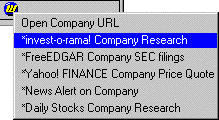 Open Company URL
*invest-o-rama! Company Research
*FreeEDGAR Company SEC filings
*Yahoo! FINANCE Company Price Quote
*News Alert on Company
*Daily Stocks Company Research